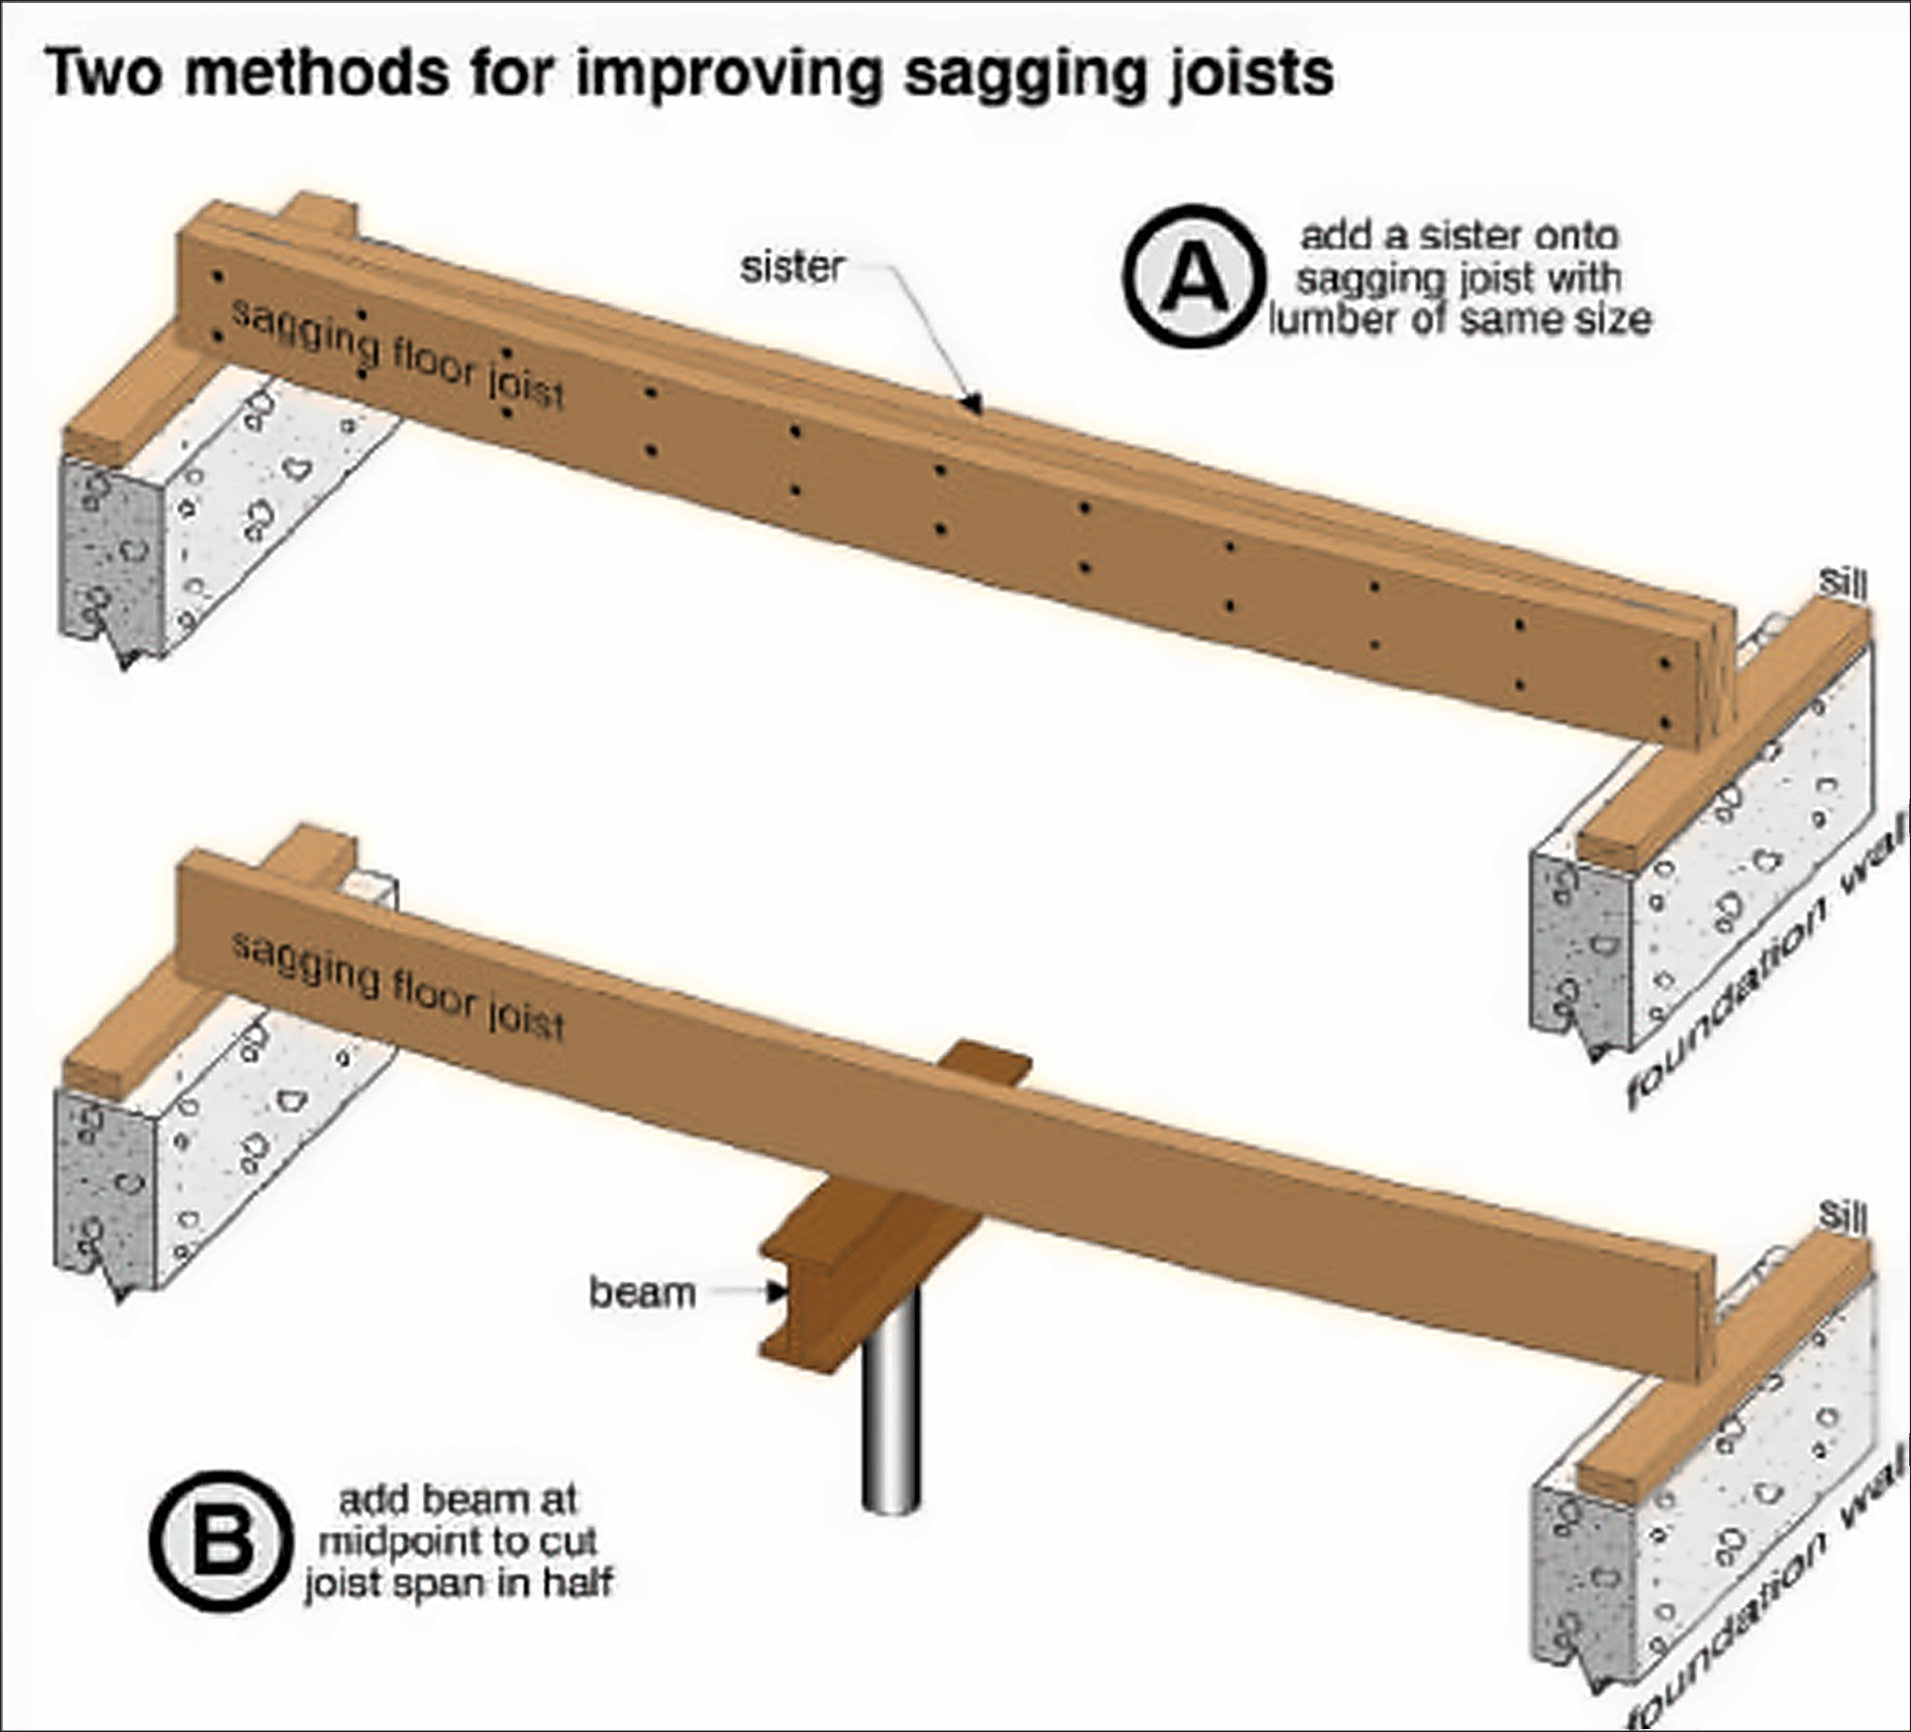 Two methods for improving sagging joists
sister
A
add a sister onto
sagging joist with
lumber of same size
sagging floor joist
Sill
foundation wall
sagging floor joist
Sill
beam
foundation wall
B
add beam at
midpoint to cut
joist span in half